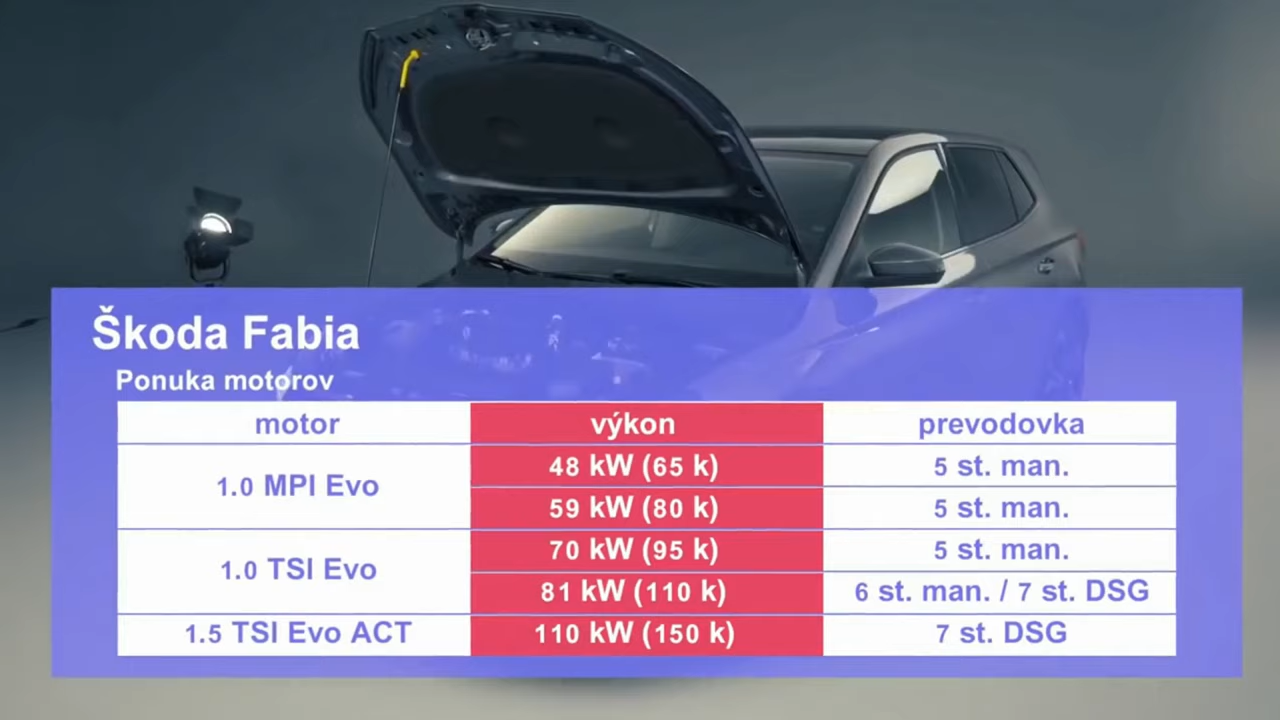 Škoda Fabia
Ponuka motorov
motor výkon prevodovka
1.0 MPI Evo 48 kW (65 k) 5 st. man.
59 kW (80 k) 5 st. man.
1.0 TSI Evo 70 kW (95 k) 5 st. man.
81 kW (110 k) 6 st. man. / 7 st. DSG
1.5 TSI Evo ACT 110 kW (150 k) 7 st. DSG